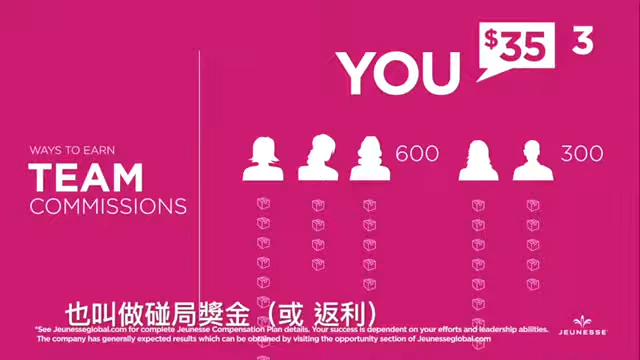 YOU $35 3
600 300
WAYS TO EARN
TEAM
COMMISSIONS
也叫做碰局獎金（或 返利）
*See Jeunesseglobal.com for complete Jeunesse Compensation Plan details. Your success is dependent on your efforts and leadership abilities.
The company has generally expected results which can be obtained by visiting the opportunity section of Jeunesseglobal.com
JEUNESSE